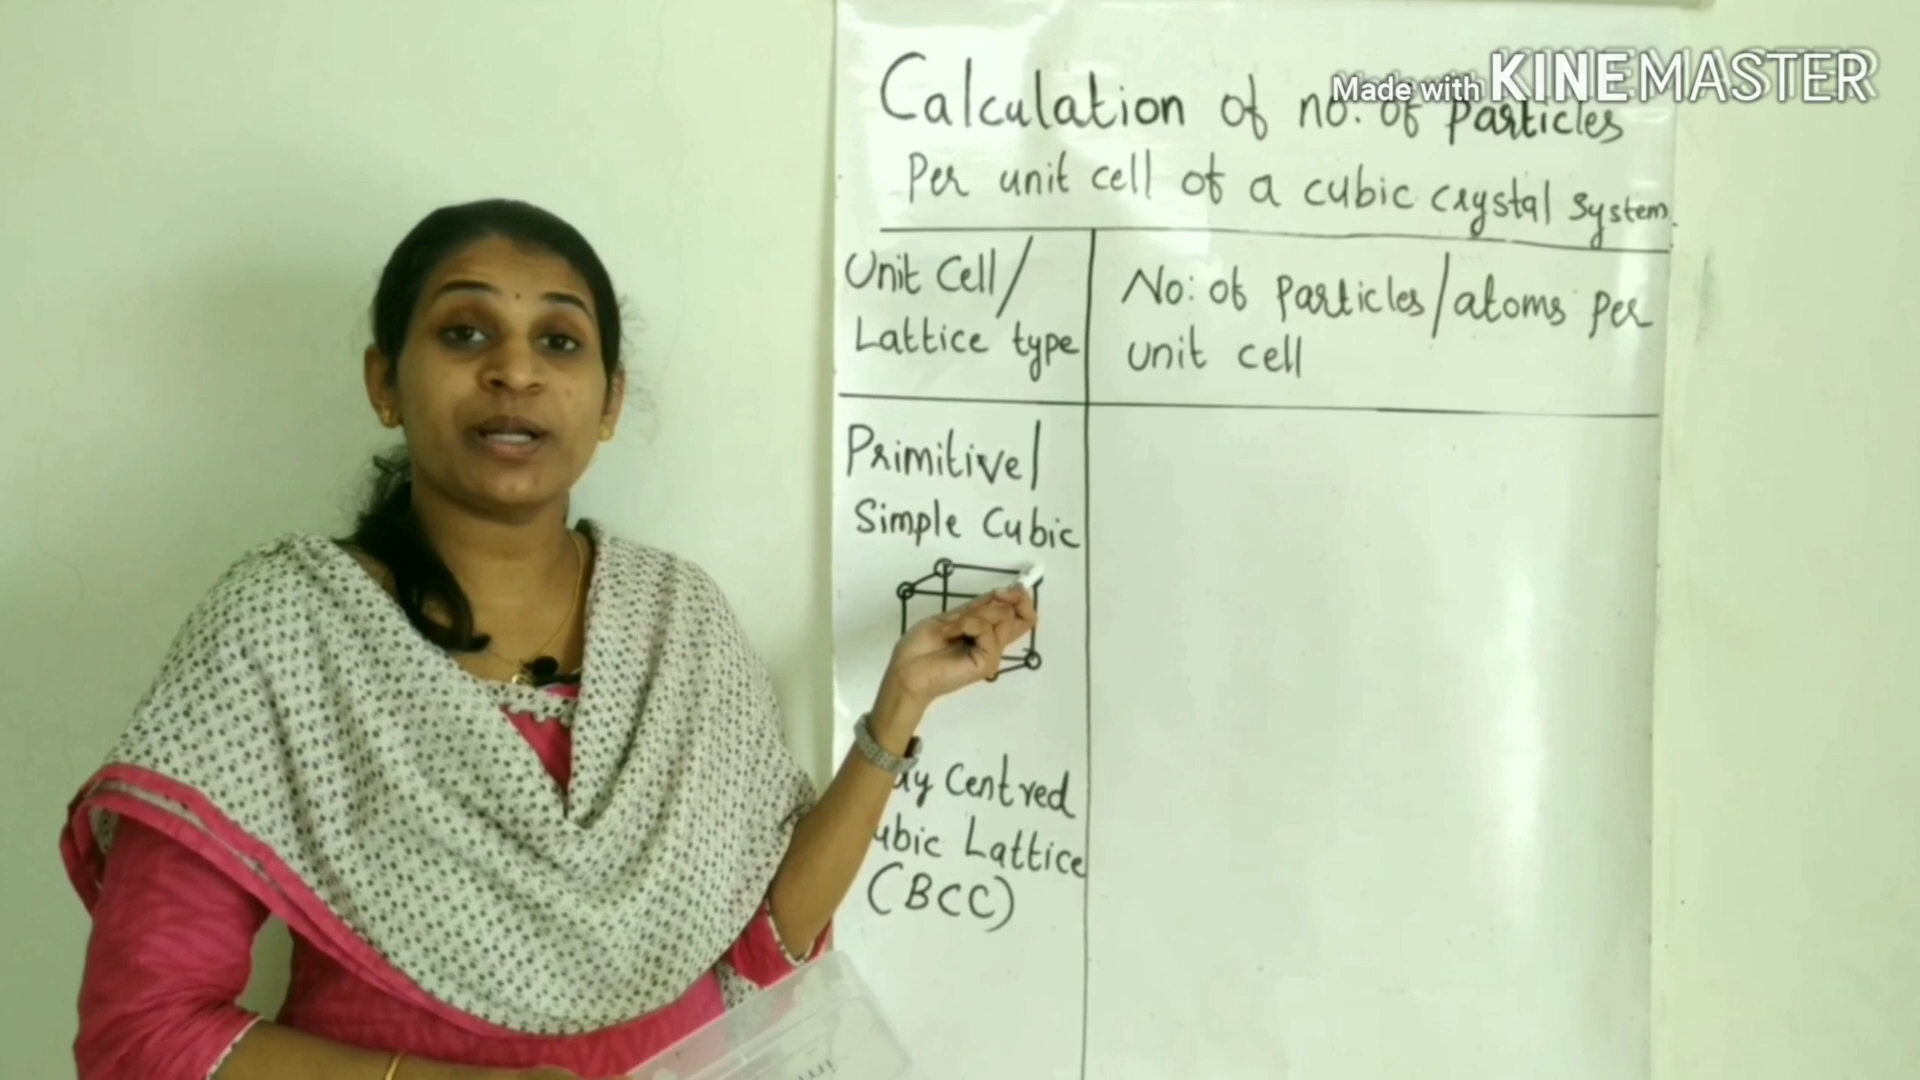 Made with KINEMASTER
Calculation of no. of Particles
Per unit cell of a cubic crystal system.
Unit Cell/
Lattice type
No: of Particles/atoms Per
unit cell
Primitive/
Simple Cubic
Centred
Lattice
(BCC)